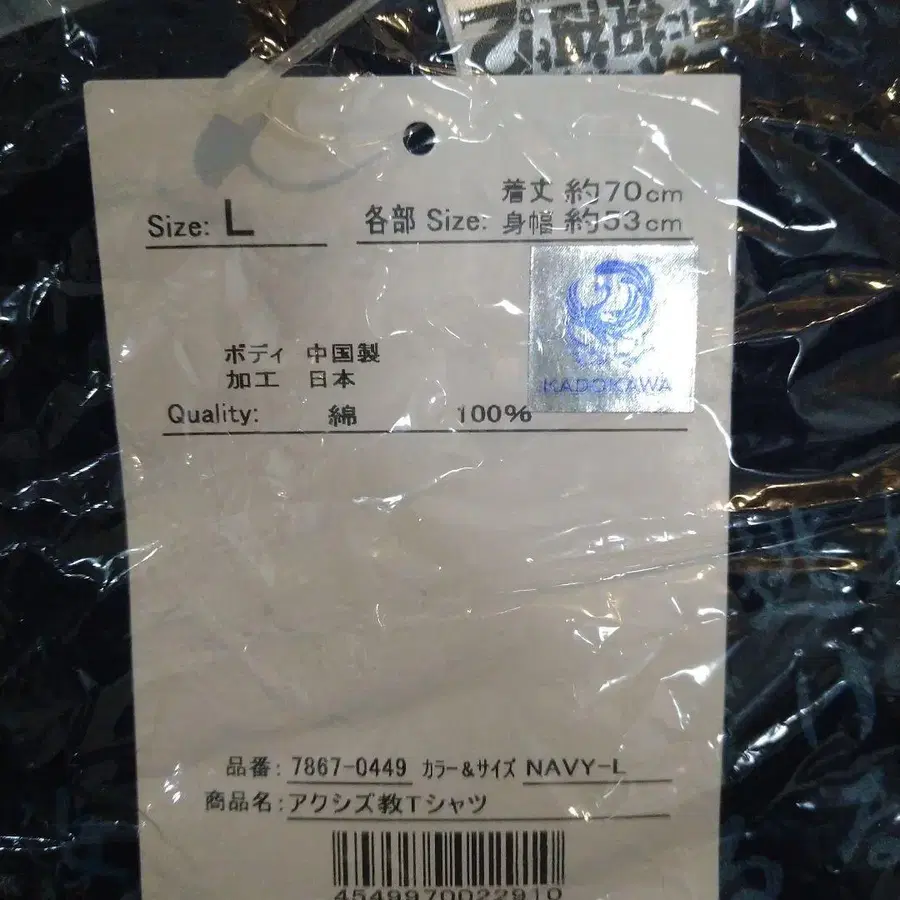 着丈 約70cm
Size: L 各部 Size: 身幅 約53cm
KADOKAWA
ボディ 中国製
加工 日本
Quality: 綿 100%
品番: 7867-0449 カラー&サイズ NAVY-L
商品名: アクシズ教Tシャツ
4549970022910